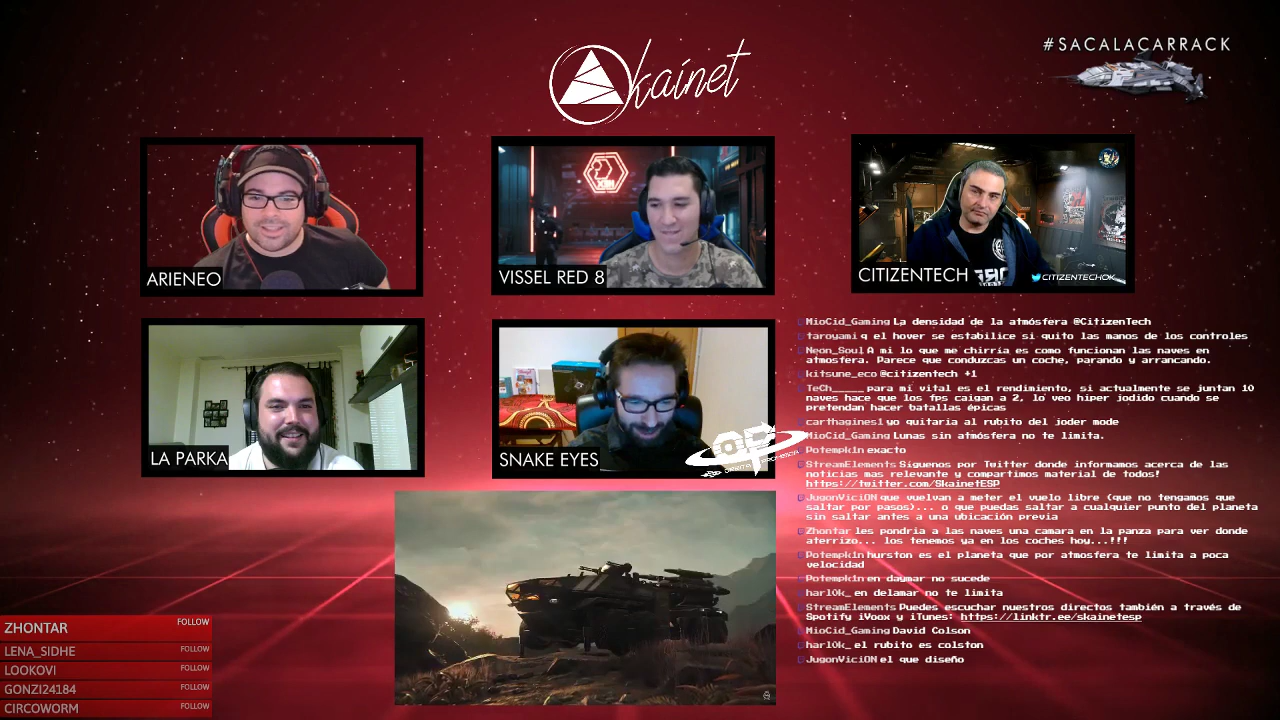 #SACALACARRACK
kainet
ARIENEO
VISSEL RED 8
CITIZENTECH
CITIZENTECHOK
LA PARKA
SNAKE EYES
OP
MioCid_Gaming La densidad de la atmósfera @CitizenTech
taroyami q el hover se estabilice si quito las manos de los controles
Neon_Soul A mi lo que me chirría es como funcionan las naves en
atmosfera. Parece que conduzcas un coche, parando y arrancando.
kitsune_eco @citizentech +1
TeCh_____ para mí vital es el rendimiento, si actualmente se juntan 10
naves hace que los fps caigan a 2, lo veo hiper jodido cuando se
pretendan hacer batallas épicas
carthagines1 yo quitaria al rubito del joder mode
MioCid_Gaming Lunas sin atmósfera no te limita.
Potempk1n exacto
StreamElements Síguenos por Twitter donde informamos acerca de las
noticias mas relevante y compartimos material de todos!
https://twitter.com/SkainetESP
JugonViciON que vuelvan a meter el vuelo libre (que no tengamos que
saltar por pasos)... o que puedas saltar a cualquier punto del planeta
sin saltar antes a una ubicación previa
Zhontar les pondria a las naves una camara en la panza para ver donde
aterrizo... los tenemos ya en los coches hoy...!!!
Potempk1n hurston es el planeta que por atmosfera te limita a poca
velocidad
Potempk1n en daymar no sucede
harl0k_ en delamar no te limita
StreamElements Puedes escuchar nuestros directos también a través de
Spotify iVoox y iTunes: https://linktr.ee/skainetesp
MioCid_Gaming David Colson
harl0k_ el rubito es colston
JugonViciON el que diseño
ZHONTAR FOLLOW
LENA_SIDHE FOLLOW
LOOKOVI FOLLOW
GONZI24184 FOLLOW
CIRCOWORM FOLLOW